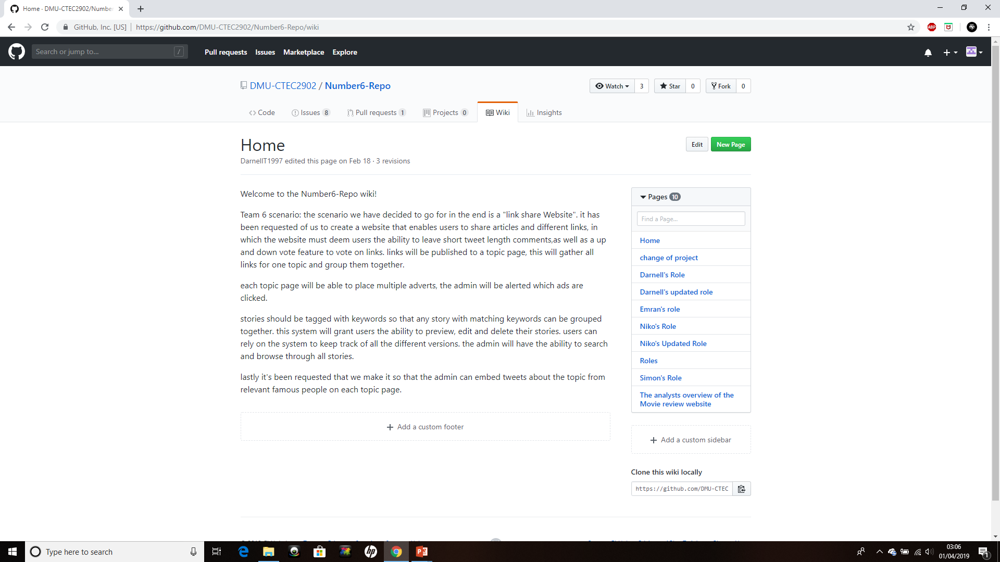 Home · DMU-CTEC2902/Number
GitHub, Inc. [US]
https://github.com/DMU-CTEC2902/Number6-Repo/wiki
ABP
Search or jump to...
/
Pull requests
Issues
Marketplace
Explore
DMU-CTEC2902 / Number6-Repo
Watch 3
Star 0
Fork 0
Code
Issues 8
Pull requests 1
Projects 0
Wiki
Insights
Home
Edit
New Page
DarnellT1997 edited this page on Feb 18 · 3 revisions
Welcome to the Number6-Repo wiki!
Team 6 scenario: the scenario we have decided to go for in the end is a "link share Website". it has
been requested of us to create a website that enables users to share articles and different links, in
which the website must deem users the ability to leave short tweet length comments,as well as a up
and down vote feature to vote on links. links will be published to a topic page, this will gather all
links for one topic and group them together.
each topic page will be able to place multiple adverts, the admin will be alerted which ads are
clicked.
stories should be tagged with keywords so that any story with matching keywords can be grouped
together. this system will grant users the ability to preview, edit and delete their stories. users can
rely on the system to keep track of all the different versions. the admin will have the ability to search
and browse through all stories.
lastly it's been requested that we make it so that the admin can embed tweets about the topic from
relevant famous people on each topic page.
Add a custom footer
Pages 10
Find a Page...
Home
change of project
Darnell's Role
Darnell's updated role
Emran's role
Niko's Role
Niko's Updated Role
Roles
Simon's Role
The analysts overview of the
Movie review website
Add a custom sidebar
Clone this wiki locally
https://github.com/DMU-CTEC
Type here to search
hp
03:06
01/04/2019
1